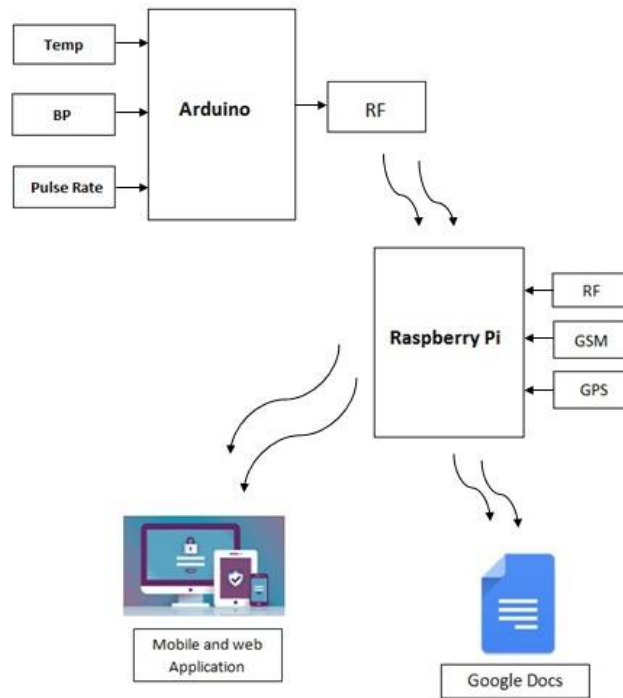 Temp
BP
Pulse Rate
Arduino
RF
Raspberry Pi
RF
GSM
GPS
Mobile and web
Application
Google Docs